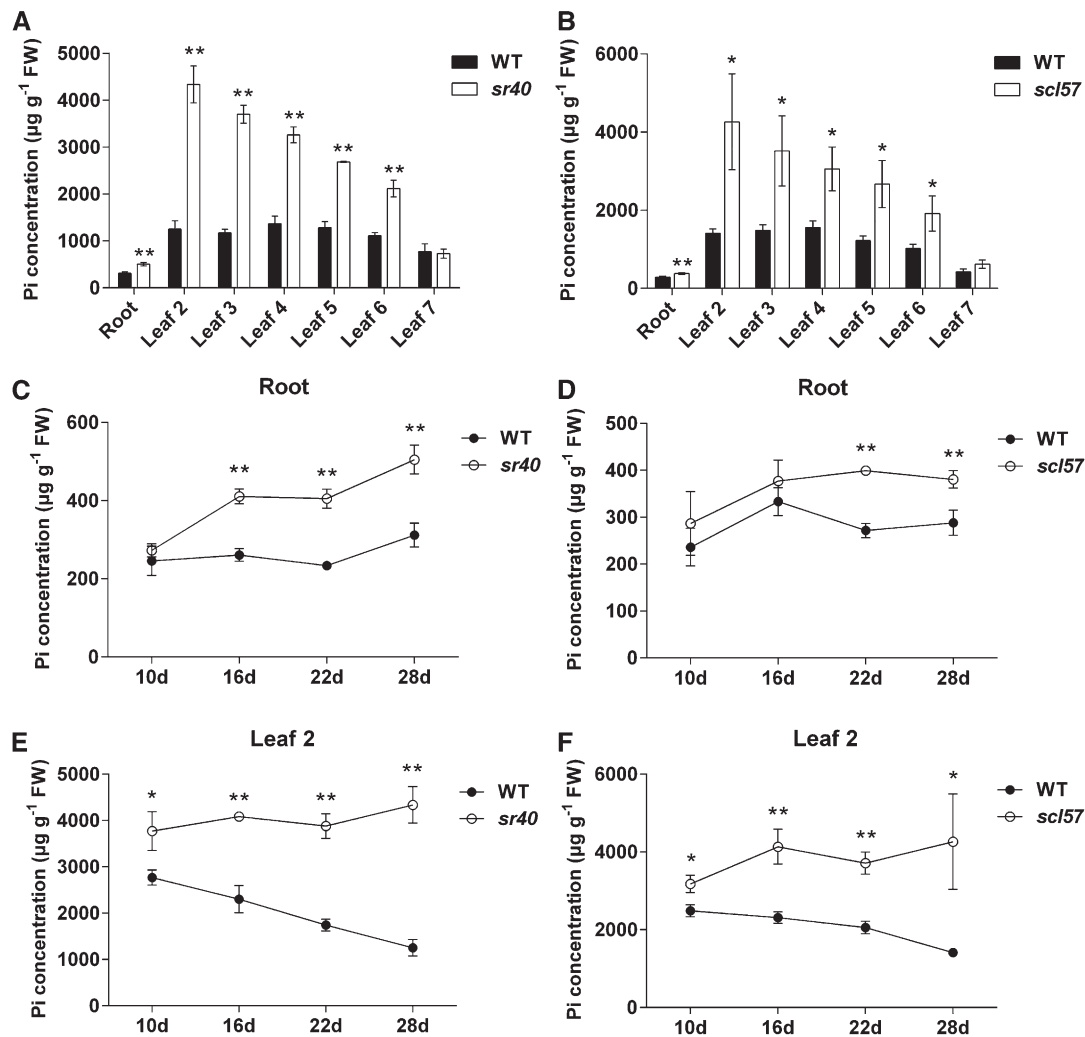 A
Pi concentration (µg g-1 FW)
5000
4000
3000
2000
1000
0
** ** ** ** ** **
WT
sr40
Root Leaf 2 Leaf 3 Leaf 4 Leaf 5 Leaf 6 Leaf 7
B
Pi concentration (µg g-1 FW)
6000
4000
2000
0
** * * * * *
WT
scl57
Root Leaf 2 Leaf 3 Leaf 4 Leaf 5 Leaf 6 Leaf 7
C
Root
Pi concentration (µg g-1 FW)
600
400
200
0
** ** **
WT
sr40
10d 16d 22d 28d
D
Root
Pi concentration (µg g-1 FW)
500
400
300
200
100
0
** **
WT
scl57
10d 16d 22d 28d
E
Leaf 2
Pi concentration (µg g-1 FW)
5000
4000
3000
2000
1000
0
* ** ** **
WT
sr40
10d 16d 22d 28d
F
Leaf 2
Pi concentration (µg g-1 FW)
6000
4000
2000
0
* ** ** *
WT
scl57
10d 16d 22d 28d